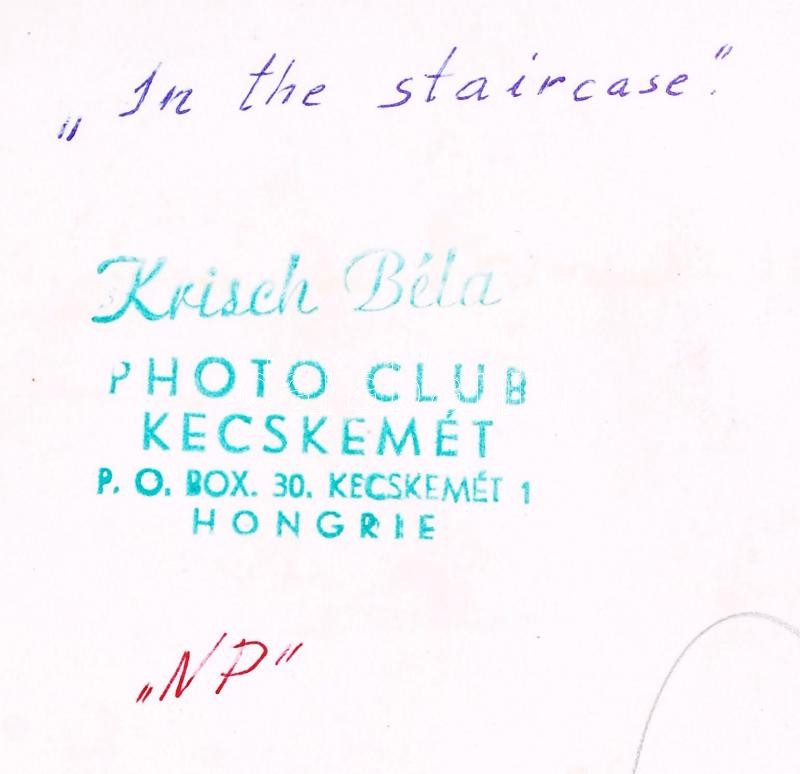 „In the staircase".
Krisch Béla
PHOTO CLUB
KECSKEMÉT
P. O. BOX. 30. KECSKEMÉT 1
HONGRIE
„NP"